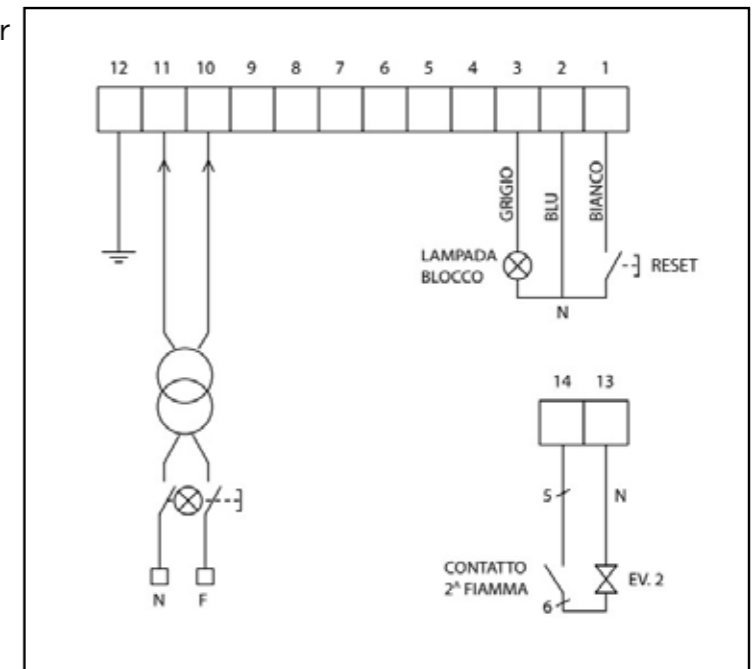 r
12 11 10 9 8 7 6 5 4 3 2 1
GRIGIO
BLU
BIANCO
LAMPADA
BLOCCO
RESET
N
14 13
5
N
CONTATTO
2ᴬ FIAMMA
EV. 2
6
N F